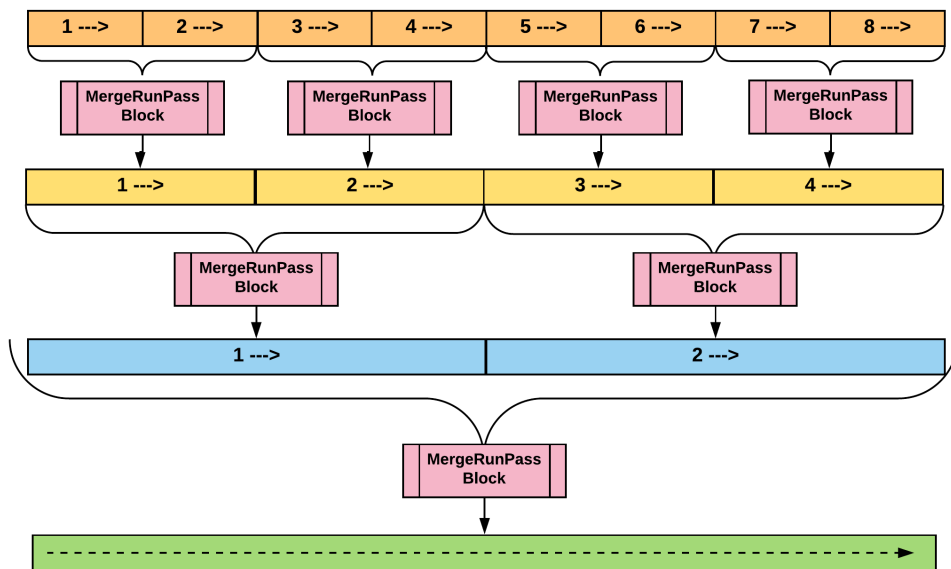 1 ---> 2 ---> 3 ---> 4 ---> 5 ---> 6 ---> 7 ---> 8 --->
MergeRunPass
Block
MergeRunPass
Block
MergeRunPass
Block
MergeRunPass
Block
1 ---> 2 ---> 3 ---> 4 --->
MergeRunPass
Block
MergeRunPass
Block
1 ---> 2 --->
MergeRunPass
Block